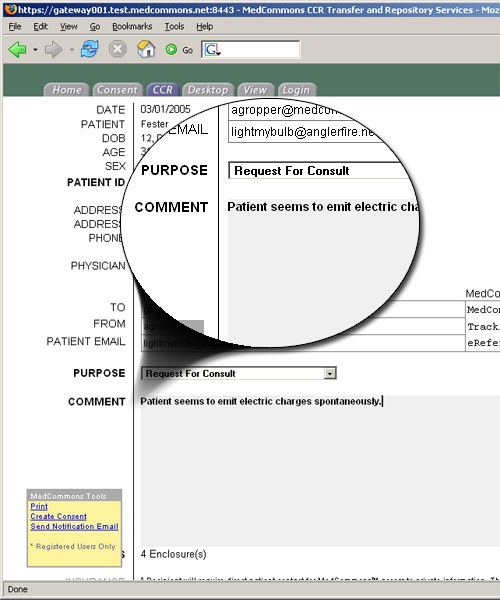 https://gateway001.test.medcommons.net:8443 - MedCommons CCR Transfer and Repository Services - Moz
File Edit View Go Bookmarks Tools Help
Go G
Home Consent CCR Desktop View Login
DATE 03/01/2005
PATIENT Fester
DOB 12,
AGE
SEX
PATIENT ID
ADDRESS
ADDRESS
PHONE
PHYSICIAN
agropper@medcom
EMAIL lightmybulb@anglerfire.ne
PURPOSE Request For Consult
COMMENT Patient seems to emit electric cha
MedCommo
TO MedCom
FROM Track
PATIENT EMAIL lightmybulb eRefer
PURPOSE Request For Consult
COMMENT Patient seems to emit electric charges spontaneously.
MedCommons Tools
Print
Create Consent
Send Notification Email
* Registered Users Only
S 4 Enclosure(s)
Done